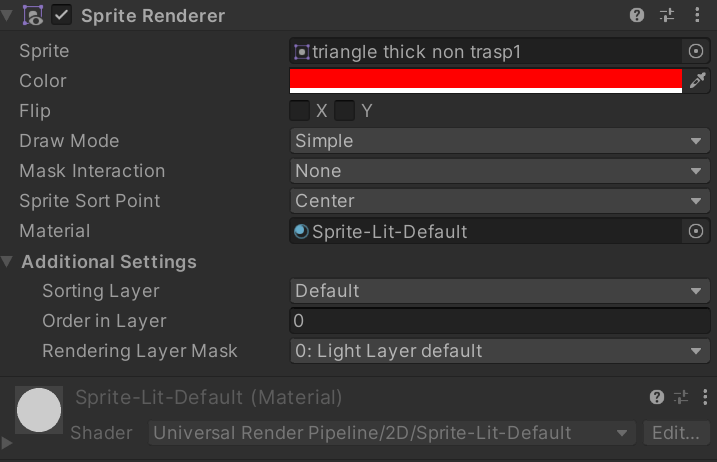 Sprite Renderer
Sprite triangle thick non trasp1
Color
Flip X Y
Draw Mode Simple
Mask Interaction None
Sprite Sort Point Center
Material Sprite-Lit-Default
Additional Settings
Sorting Layer Default
Order in Layer 0
Rendering Layer Mask 0: Light Layer default
Sprite-Lit-Default (Material)
Shader Universal Render Pipeline/2D/Sprite-Lit-Default Edit...